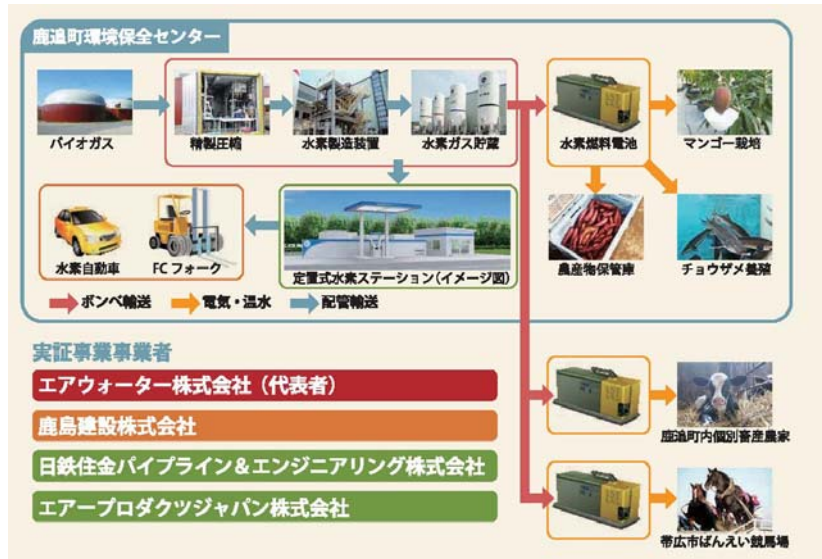 鹿追町環境保全センター
バイオガス
精製圧縮
水素製造装置
水素ガス貯蔵
水素燃料電池
マンゴー栽培
水素自動車
FCフォーク
定置式水素ステーション(イメージ図)
農産物保管庫
チョウザメ養殖
ボンベ輸送
電気・温水
配管輸送
実証事業事業者
エアウォーター株式会社(代表者)
鹿島建設株式会社
日鉄住金パイプライン&エンジニアリング株式会社
エアープロダクツジャパン株式会社
鹿追町内個別畜産農家
帯広市ばんえい競馬場